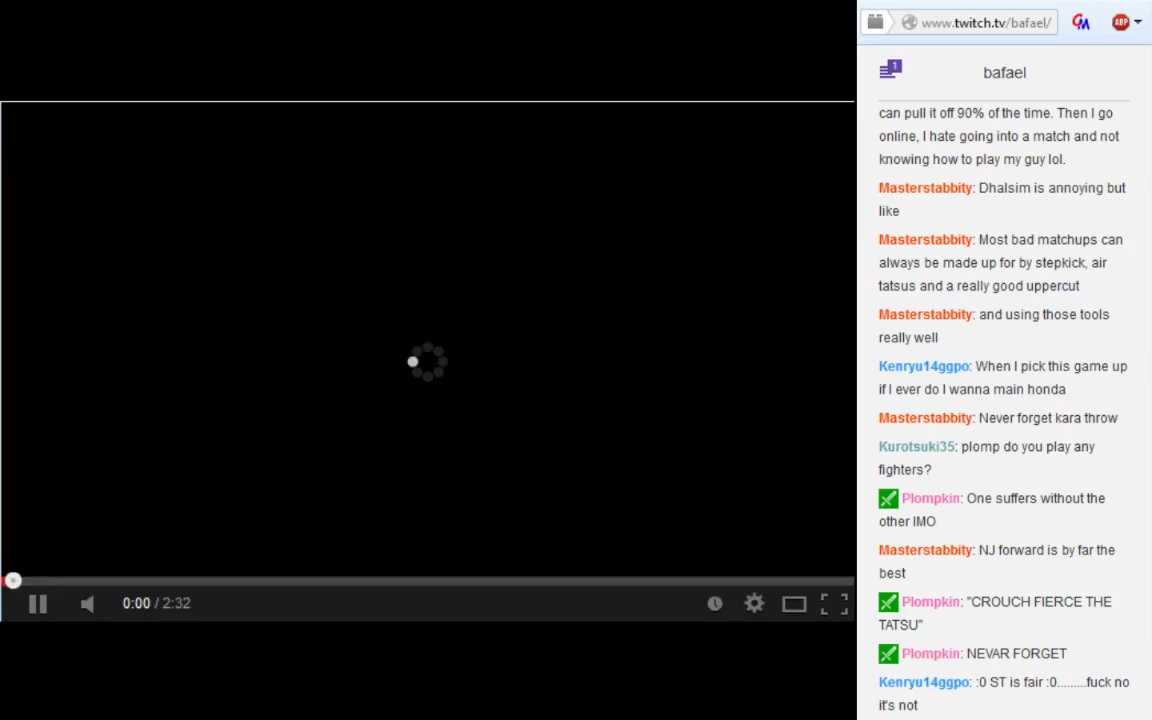 www.twitch.tv/bafael/
GM
ABP
1
bafael
can pull it off 90% of the time. Then I go
online, I hate going into a match and not
knowing how to play my guy lol.
Masterstabbity: Dhalsim is annoying but
like
Masterstabbity: Most bad matchups can
always be made up for by stepkick, air
tatsus and a really good uppercut
Masterstabbity: and using those tools
really well
Kenryu14ggpo: When I pick this game up
if I ever do I wanna main honda
Masterstabbity: Never forget kara throw
Kurotsuki35: plomp do you play any
fighters?
Plompkin: One suffers without the
other IMO
Masterstabbity: NJ forward is by far the
best
Plompkin: "CROUCH FIERCE THE
TATSU"
Plompkin: NEVAR FORGET
Kenryu14ggpo: :0 ST is fair :0.........fuck no
it's not
0:00 / 2:32